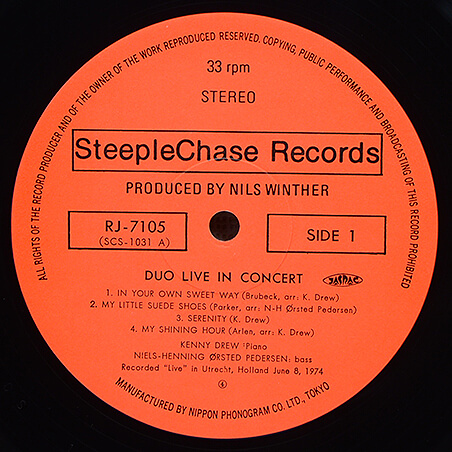 ALL RIGHTS OF THE RECORD PRODUCER AND OF THE OWNER OF THE WORK REPRODUCED RESERVED. COPYING, PUBLIC PERFORMANCE AND BROADCASTING OF THIS RECORD PROHIBITED
33 rpm
STEREO
SteepleChase Records
PRODUCED BY NILS WINTHER
RJ-7105
(SCS-1031 A)
SIDE 1
DUO LIVE IN CONCERT
JASRAC
1. IN YOUR OWN SWEET WAY (Brubeck, arr: K. Drew)
2. MY LITTLE SUEDE SHOES (Parker, arr: N-H Ørsted Pedersen)
3. SERENITY (K. Drew)
4. MY SHINING HOUR (Arlen, arr: K. Drew)
KENNY DREW :Piano
NIELS-HENNING ØRSTED PEDERSEN: bass
Recorded "Live" in Utrecht, Holland June 8, 1974
4
MANUFACTURED BY NIPPON PHONOGRAM CO. LTD., TOKYO